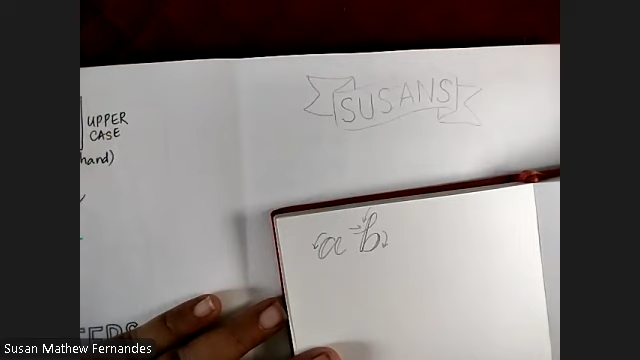 SUSANS
UPPER
CASE
hand)
a b
Susan Mathew Fernandes